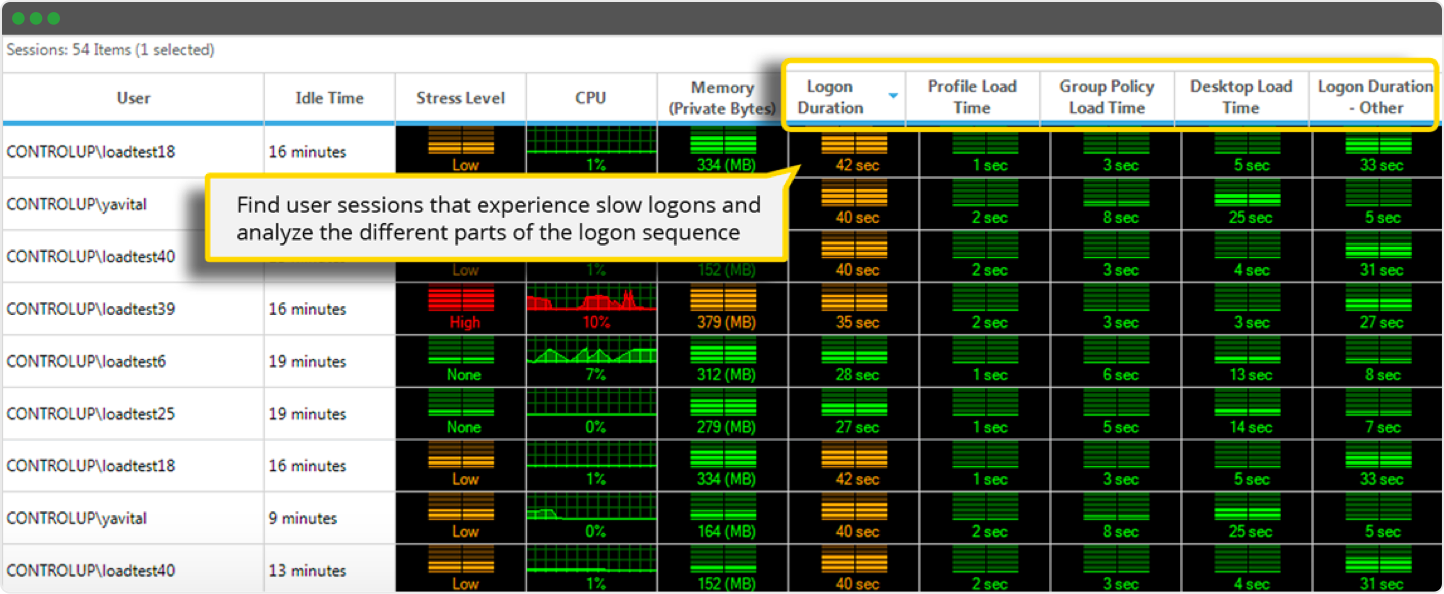 Sessions: 54 Items (1 selected)
User Idle Time Stress Level CPU Memory (Private Bytes) Logon Duration Profile Load Time Group Policy Load Time Desktop Load Time Logon Duration - Other
CONTROLUP\loadtest18 16 minutes Low 1% 334 (MB) 42 sec 1 sec 3 sec 5 sec 33 sec
CONTROLUP\yavital 40 sec 2 sec 8 sec 25 sec 5 sec
Find user sessions that experience slow logons and
analyze the different parts of the logon sequence
CONTROLUP\loadtest40 Low 1% 152 (MB) 40 sec 2 sec 3 sec 4 sec 31 sec
CONTROLUP\loadtest39 16 minutes High 10% 379 (MB) 35 sec 2 sec 3 sec 3 sec 27 sec
CONTROLUP\loadtest6 19 minutes None 7% 312 (MB) 28 sec 1 sec 6 sec 13 sec 8 sec
CONTROLUP\loadtest25 19 minutes None 0% 279 (MB) 27 sec 1 sec 5 sec 14 sec 7 sec
CONTROLUP\loadtest18 16 minutes Low 1% 334 (MB) 42 sec 1 sec 3 sec 5 sec 33 sec
CONTROLUP\yavital 9 minutes Low 0% 164 (MB) 40 sec 2 sec 8 sec 25 sec 5 sec
CONTROLUP\loadtest40 13 minutes Low 1% 152 (MB) 40 sec 2 sec 3 sec 4 sec 31 sec